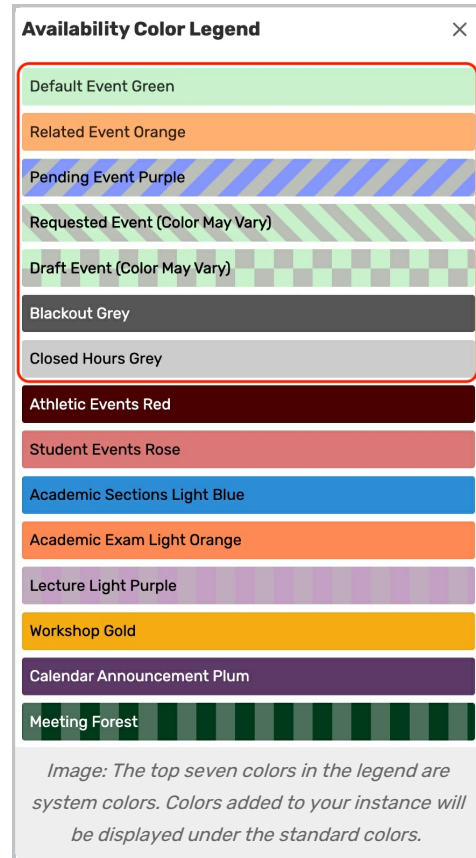 Availability Color Legend
Default Event Green
Related Event Orange
Pending Event Purple
Requested Event (Color May Vary)
Draft Event (Color May Vary)
Blackout Grey
Closed Hours Grey
Athletic Events Red
Student Events Rose
Academic Sections Light Blue
Academic Exam Light Orange
Lecture Light Purple
Workshop Gold
Calendar Announcement Plum
Meeting Forest
Image: The top seven colors in the legend are
system colors. Colors added to your instance will
be displayed under the standard colors.